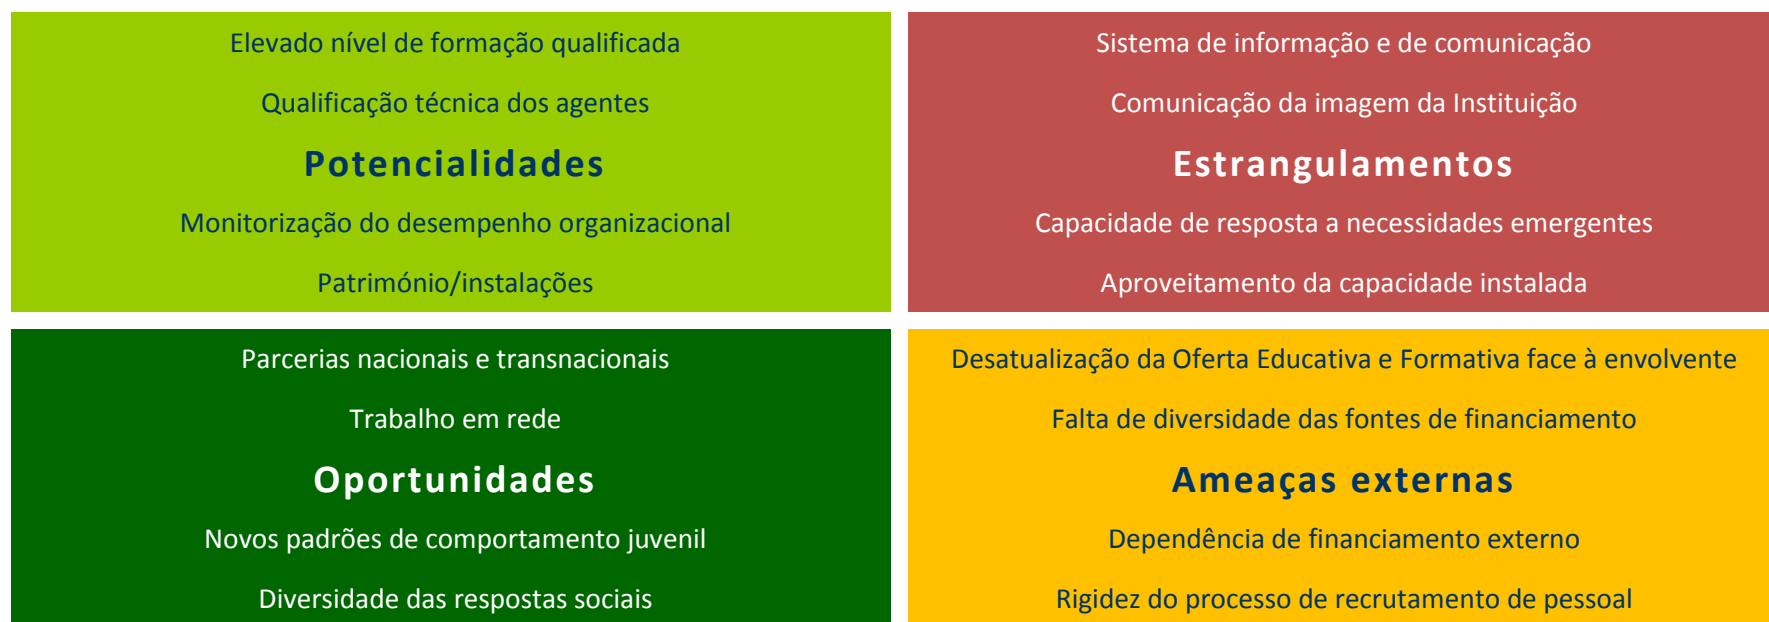 Elevado nível de formação qualificada
Qualificação técnica dos agentes
Potencialidades
Monitorização do desempenho organizacional
Património/instalações
Sistema de informação e de comunicação
Comunicação da imagem da Instituição
Estrangulamentos
Capacidade de resposta a necessidades emergentes
Aproveitamento da capacidade instalada
Parcerias nacionais e transnacionais
Trabalho em rede
Oportunidades
Novos padrões de comportamento juvenil
Diversidade das respostas sociais
Desatualização da Oferta Educativa e Formativa face à envolvente
Falta de diversidade das fontes de financiamento
Ameaças externas
Dependência de financiamento externo
Rigidez do processo de recrutamento de pessoal